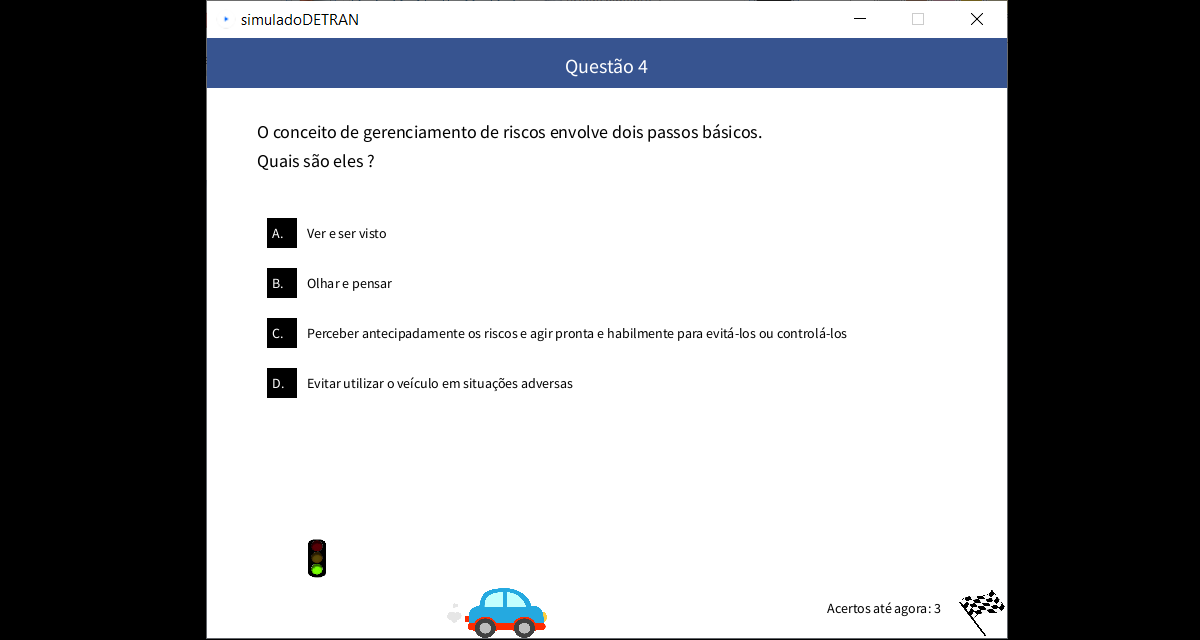 simuladoDETRAN
Questão 4
O conceito de gerenciamento de riscos envolve dois passos básicos.
Quais são eles ?
A. Ver e ser visto
B. Olhar e pensar
C. Perceber antecipadamente os riscos e agir pronta e habilmente para evitá-los ou controlá-los
D. Evitar utilizar o veículo em situações adversas
Acertos até agora: 3